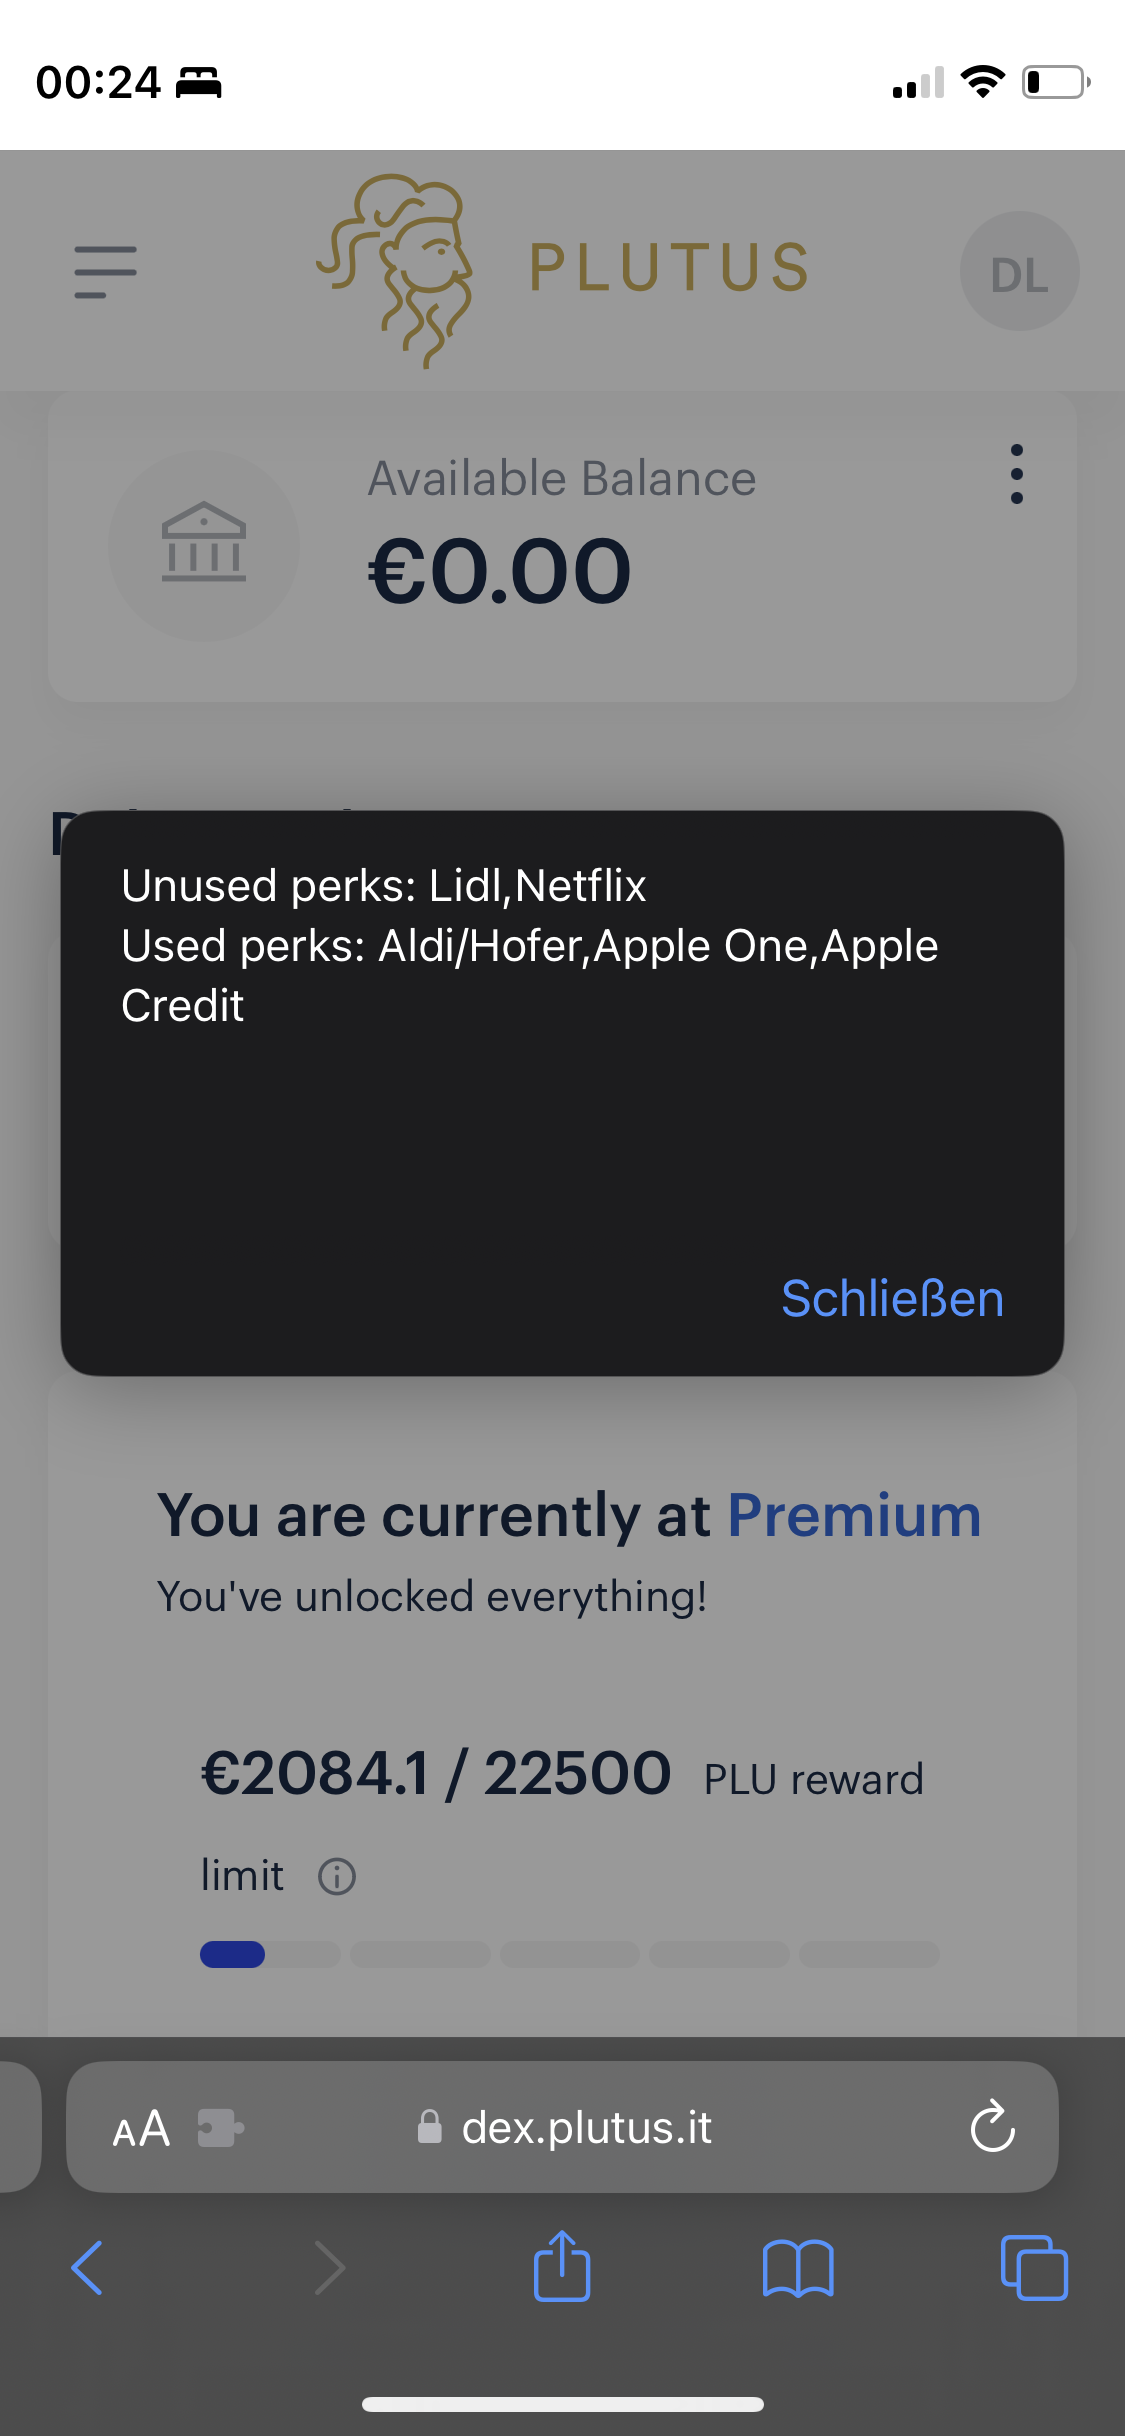 00:24
PLUTUS
DL
Available Balance
€0.00
Unused perks: Lidl,Netflix
Used perks: Aldi/Hofer,Apple One,Apple
Credit
Schließen
You are currently at Premium
You've unlocked everything!
€2084.1 / 22500 PLU reward
limit
AA
dex.plutus.it